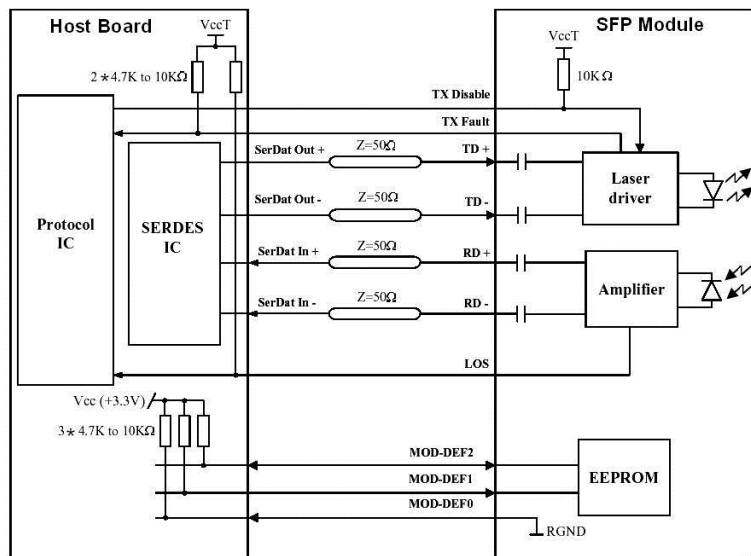 Host Board
SFP Module
VccT
VccT
2*4.7K to 10KΩ
10KΩ
TX Disable
TX Fault
SerDat Out +
Z=50Ω
TD +
SerDat Out -
Z=50Ω
TD -
Laser
driver
Protocol
IC
SERDES
IC
SerDat In +
Z=50Ω
RD +
SerDat In -
Z=50Ω
RD -
Amplifier
LOS
Vcc (+3.3V)
3*4.7K to 10KΩ
MOD-DEF2
MOD-DEF1
MOD-DEF0
EEPROM
RGND